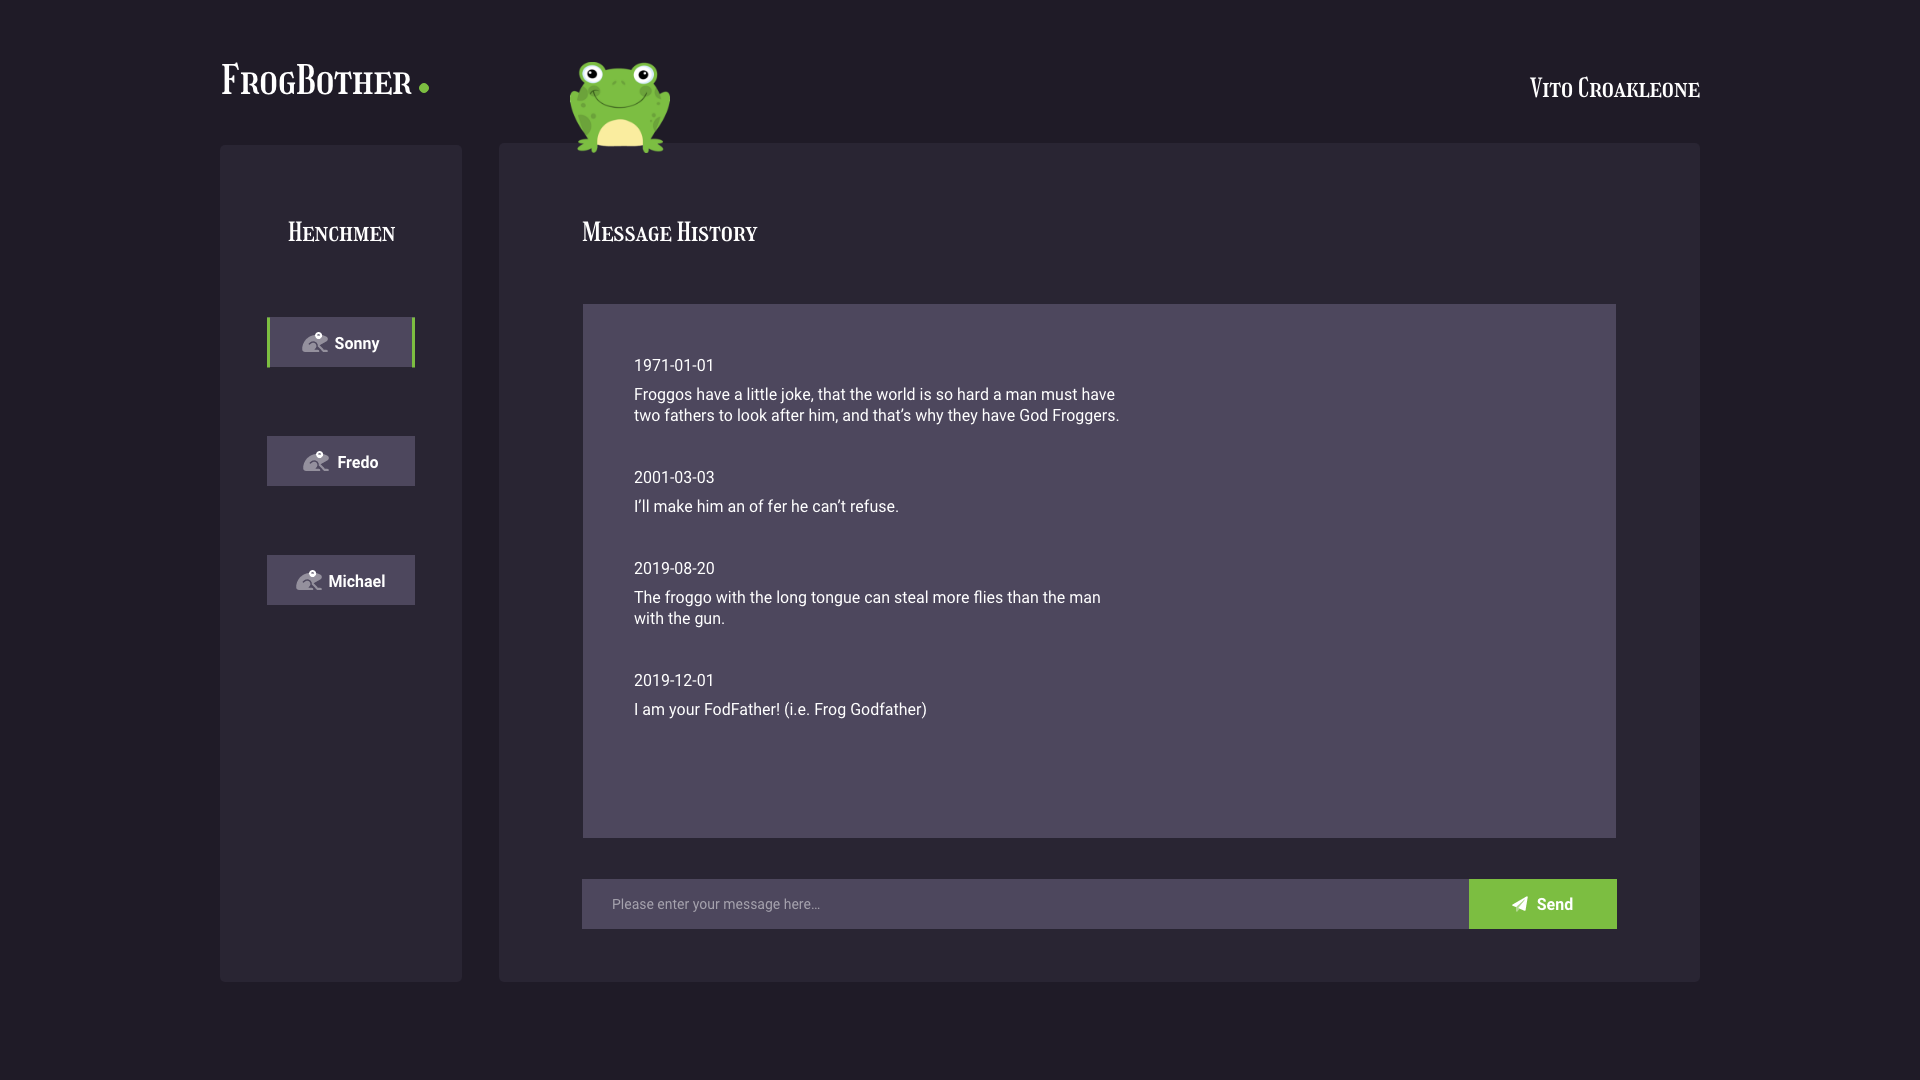 FrogBother
Vito Croakleone
Henchmen
Sonny
Fredo
Michael
Message History
1971-01-01
Froggos have a little joke, that the world is so hard a man must have
two fathers to look after him, and that’s why they have God Froggers.
2001-03-03
I’ll make him an of fer he can’t refuse.
2019-08-20
The froggo with the long tongue can steal more flies than the man
with the gun.
2019-12-01
I am your FodFather! (i.e. Frog Godfather)
Please enter your message here…
Send